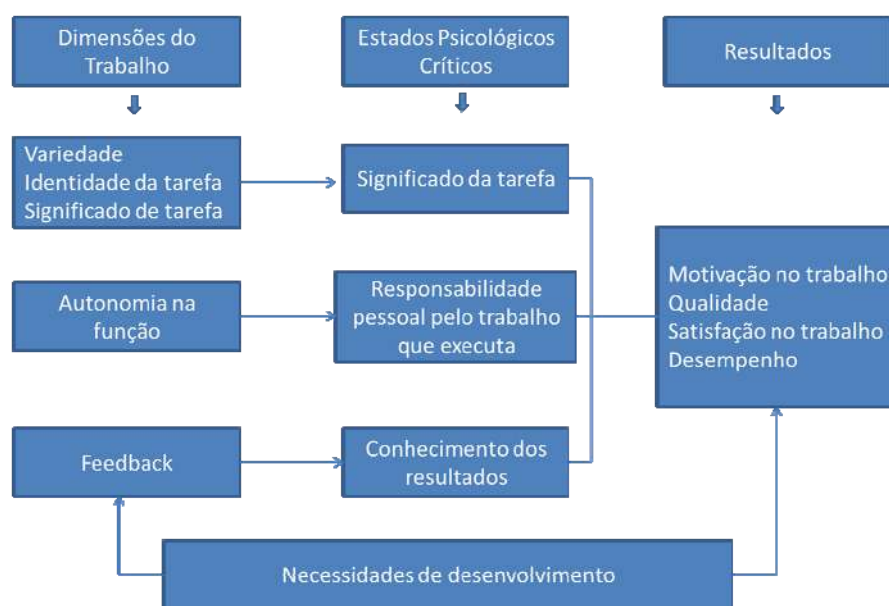 Dimensões do
Trabalho
Estados Psicológicos
Críticos
Resultados
Variedade
Identidade da tarefa
Significado de tarefa
Significado da tarefa
Autonomia na
função
Responsabilidade
pessoal pelo trabalho
que executa
Motivação no trabalho
Qualidade
Satisfação no trabalho
Desempenho
Feedback
Conhecimento dos
resultados
Necessidades de desenvolvimento